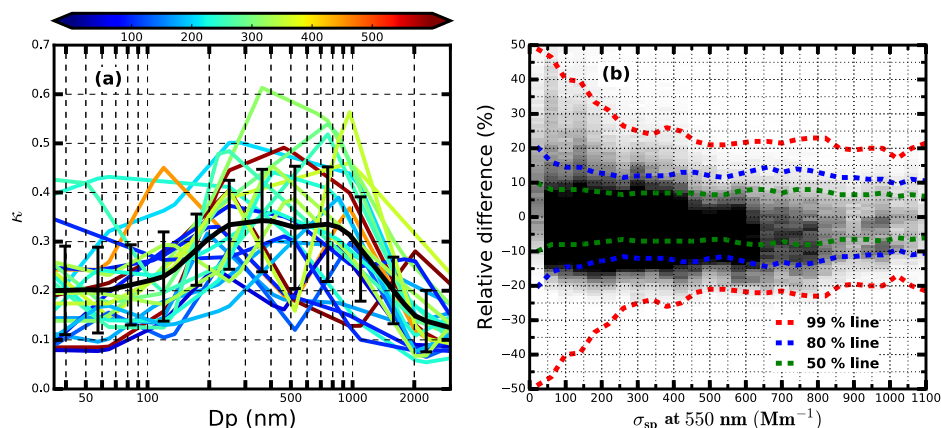 100 200 300 400 500
0.7
0.6
0.5
0.4
0.3
0.2
0.1
0.0
κ
(a)
50 100 200 500 1000 2000
Dp (nm)
50
40
30
20
10
0
−10
−20
−30
−40
−50
Relative difference (%)
(b)
99 % line
80 % line
50 % line
0 100 200 300 400 500 600 700 800 900 1000 1100
σsp at 550 nm (Mm⁻¹)